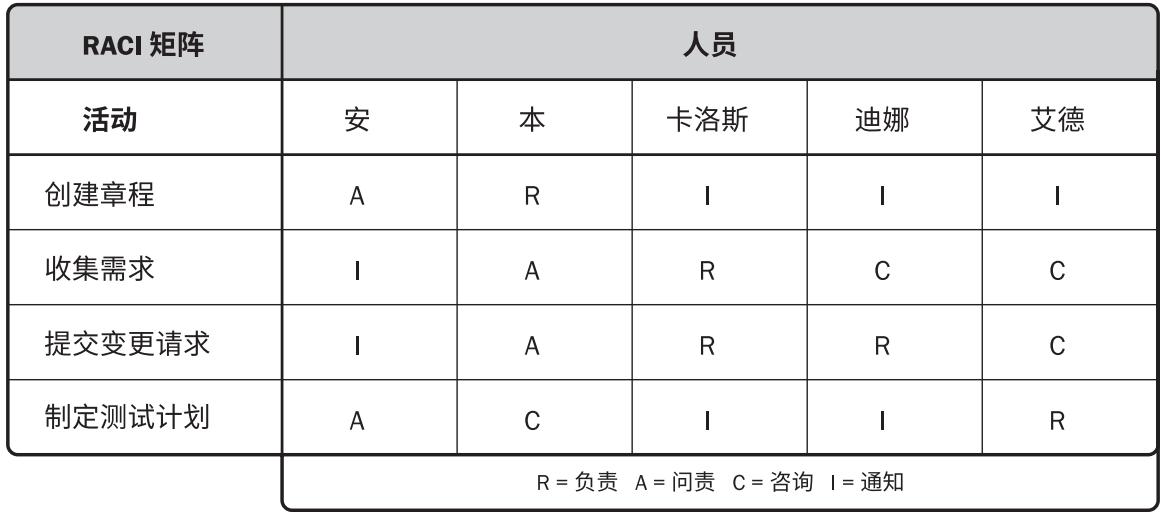 RACI 矩阵 人员
活动 安 本 卡洛斯 迪娜 艾德
创建章程 A R I I I
收集需求 I A R C C
提交变更请求 I A R R C
制定测试计划 A C I I R
R = 负责 A = 问责 C = 咨询 I = 通知